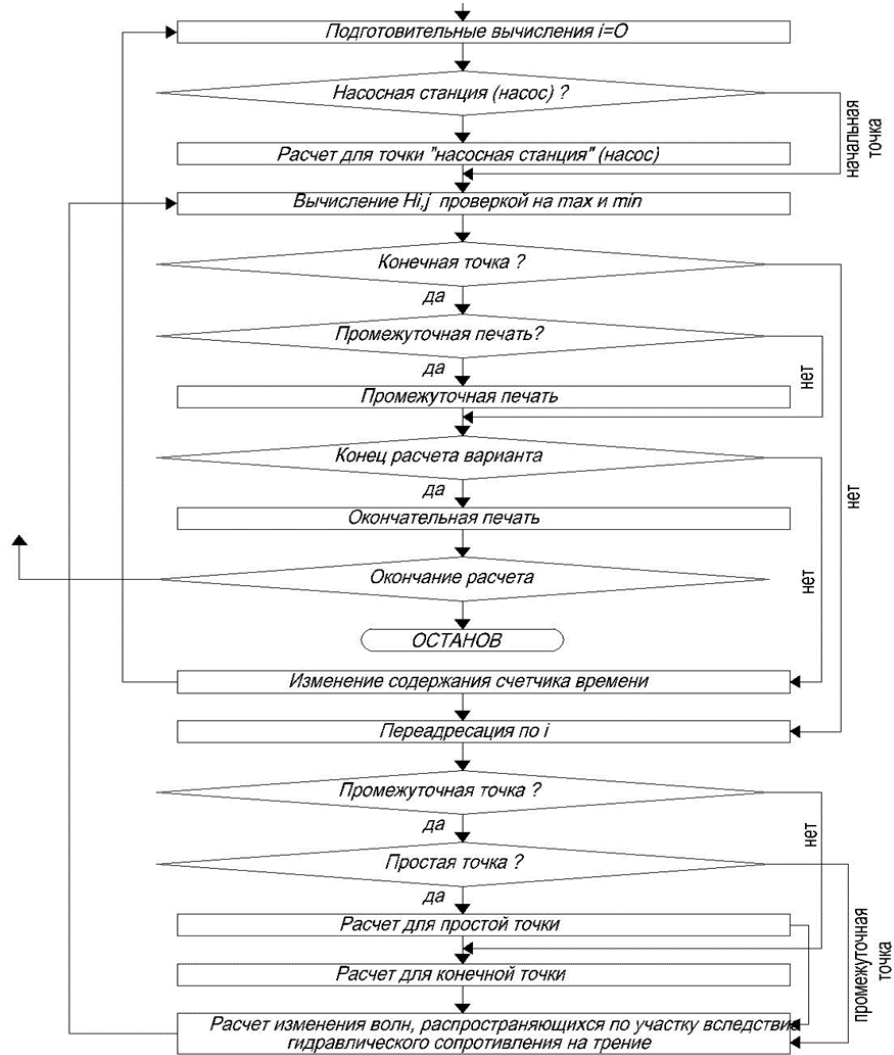 Подготовительные вычисления i=O
Насосная станция (насос) ?
начальная
точка
Расчет для точки "насосная станция" (насос)
Вычисление Hi,j проверкой на max и min
Конечная точка ?
да
Промежуточная печать?
да
нет
Промежуточная печать
Конец расчета варианта
да
нет
Окончательная печать
нет
Окончание расчета
ОСТАНОВ
Изменение содержания счетчика времени
Переадресация по i
Промежуточная точка ?
да
нет
Простая точка ?
да
Расчет для простой точки
промежуточная
точка
Расчет для конечной точки
Расчет изменения волн, распространяющихся по участку вследствие
гидравлического сопротивления на трение